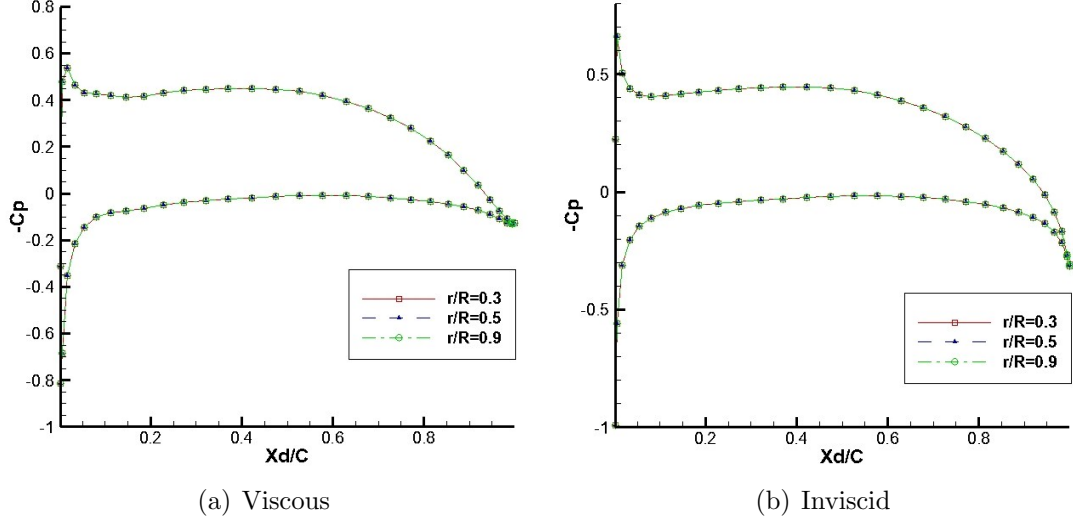 0.8
0.6
0.4
0.2
0
-0.2
-0.4
-0.6
-0.8
-1
-Cp
0.2 0.4 0.6 0.8
Xd/C
r/R=0.3
r/R=0.5
r/R=0.9
(a) Viscous
0.5
0
-0.5
-1
-Cp
0.2 0.4 0.6 0.8
Xd/C
r/R=0.3
r/R=0.5
r/R=0.9
(b) Inviscid